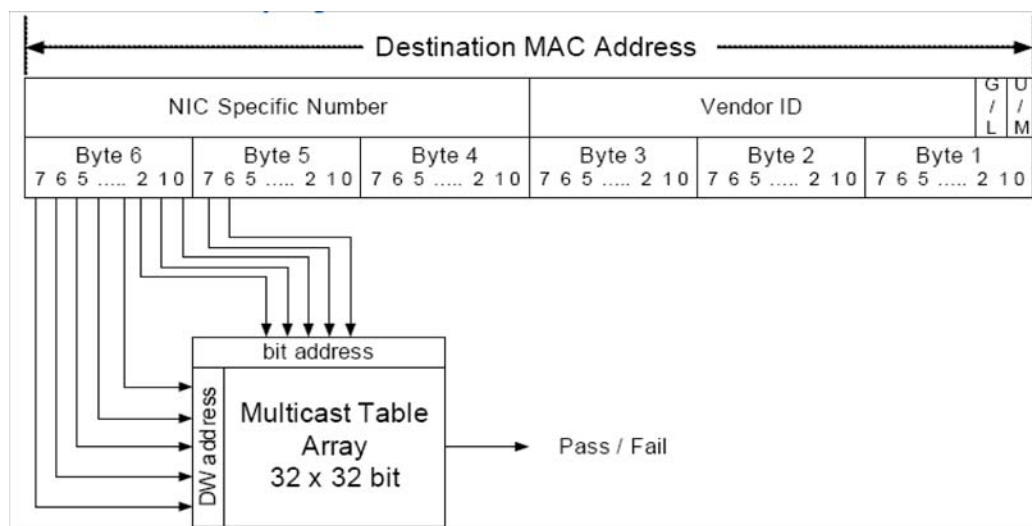 Destination MAC Address
NIC Specific Number Vendor ID G / L U / M
Byte 6 Byte 5 Byte 4 Byte 3 Byte 2 Byte 1
7 6 5 ..... 2 1 0 7 6 5 ..... 2 1 0 7 6 5 ..... 2 1 0 7 6 5 ..... 2 1 0 7 6 5 ..... 2 1 0 7 6 5 ..... 2 1 0
bit address
DW address
Multicast Table
Array
32 x 32 bit
Pass / Fail